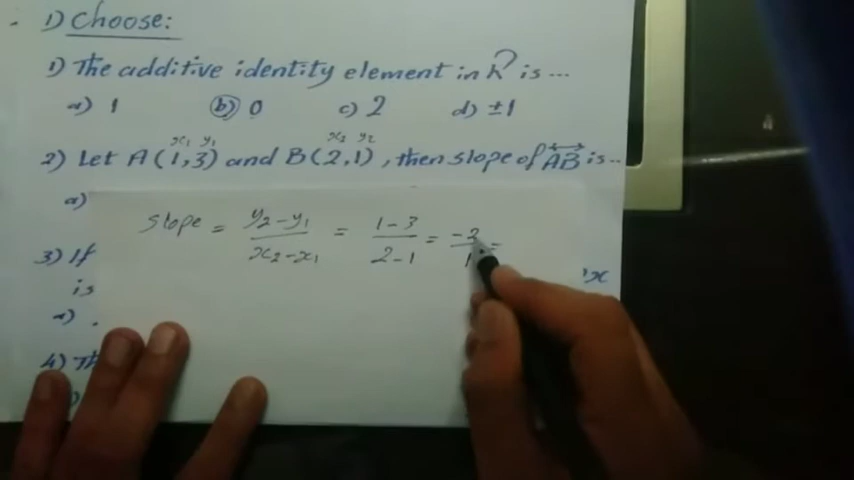 1) Choose:
1) The additive identity element in R is ...
a) 1 b) 0 c) 2 d) ±1
x₁ y₁ x₂ y₂
2) Let A (1,3) and B(2,1), then slope of AB is ..
a)
slope = y₂-y₁ / x₂-x₁ = 1-3 / 2-1 = -2 / 1 =
3) If
is x
a) .
4) Th